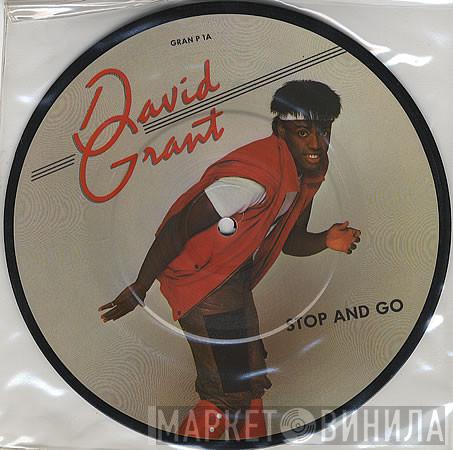 GRAN P 1A
David
Grant
STOP AND GO
МАРКЕТ ВИНИЛА